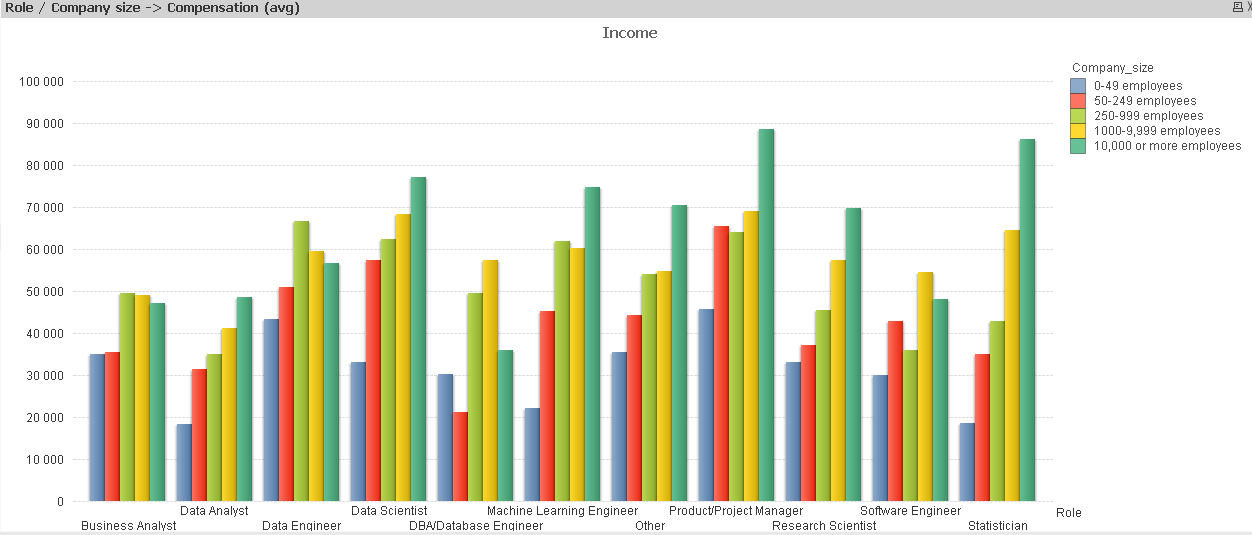 Role / Company size -> Compensation (avg)
Income
Company_size
0-49 employees
50-249 employees
250-999 employees
1000-9,999 employees
10,000 or more employees
100 000
90 000
80 000
70 000
60 000
50 000
40 000
30 000
20 000
10 000
0
Data Analyst Data Scientist Machine Learning Engineer Product/Project Manager Software Engineer Role
Business Analyst Data Engineer DBA/Database Engineer Other Research Scientist Statistician